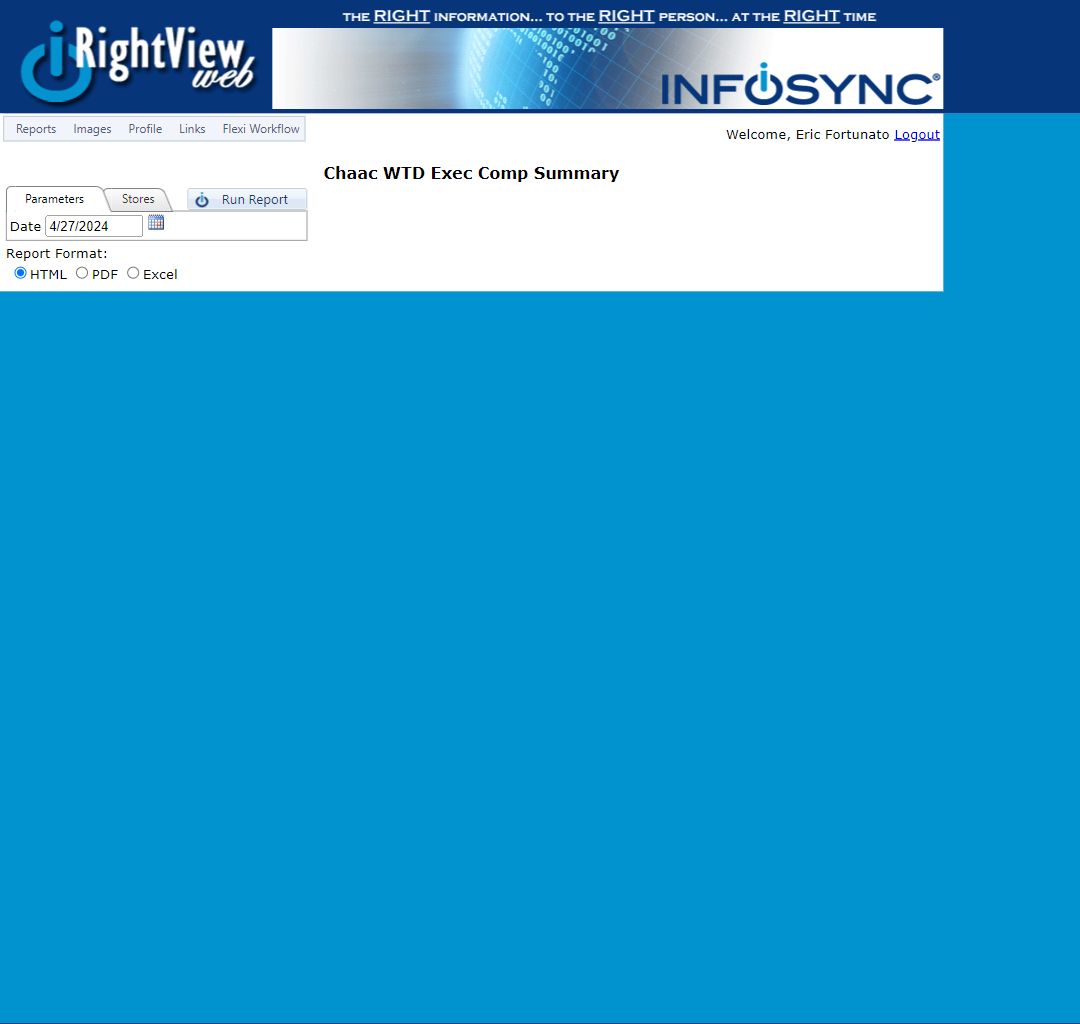 THE RIGHT INFORMATION... TO THE RIGHT PERSON... AT THE RIGHT TIME
iRightView
web
INFOSYNC®
Reports Images Profile Links Flexi Workflow
Welcome, Eric Fortunato Logout
Chaac WTD Exec Comp Summary
Parameters Stores Run Report
Date 4/27/2024
Report Format:
HTML PDF Excel